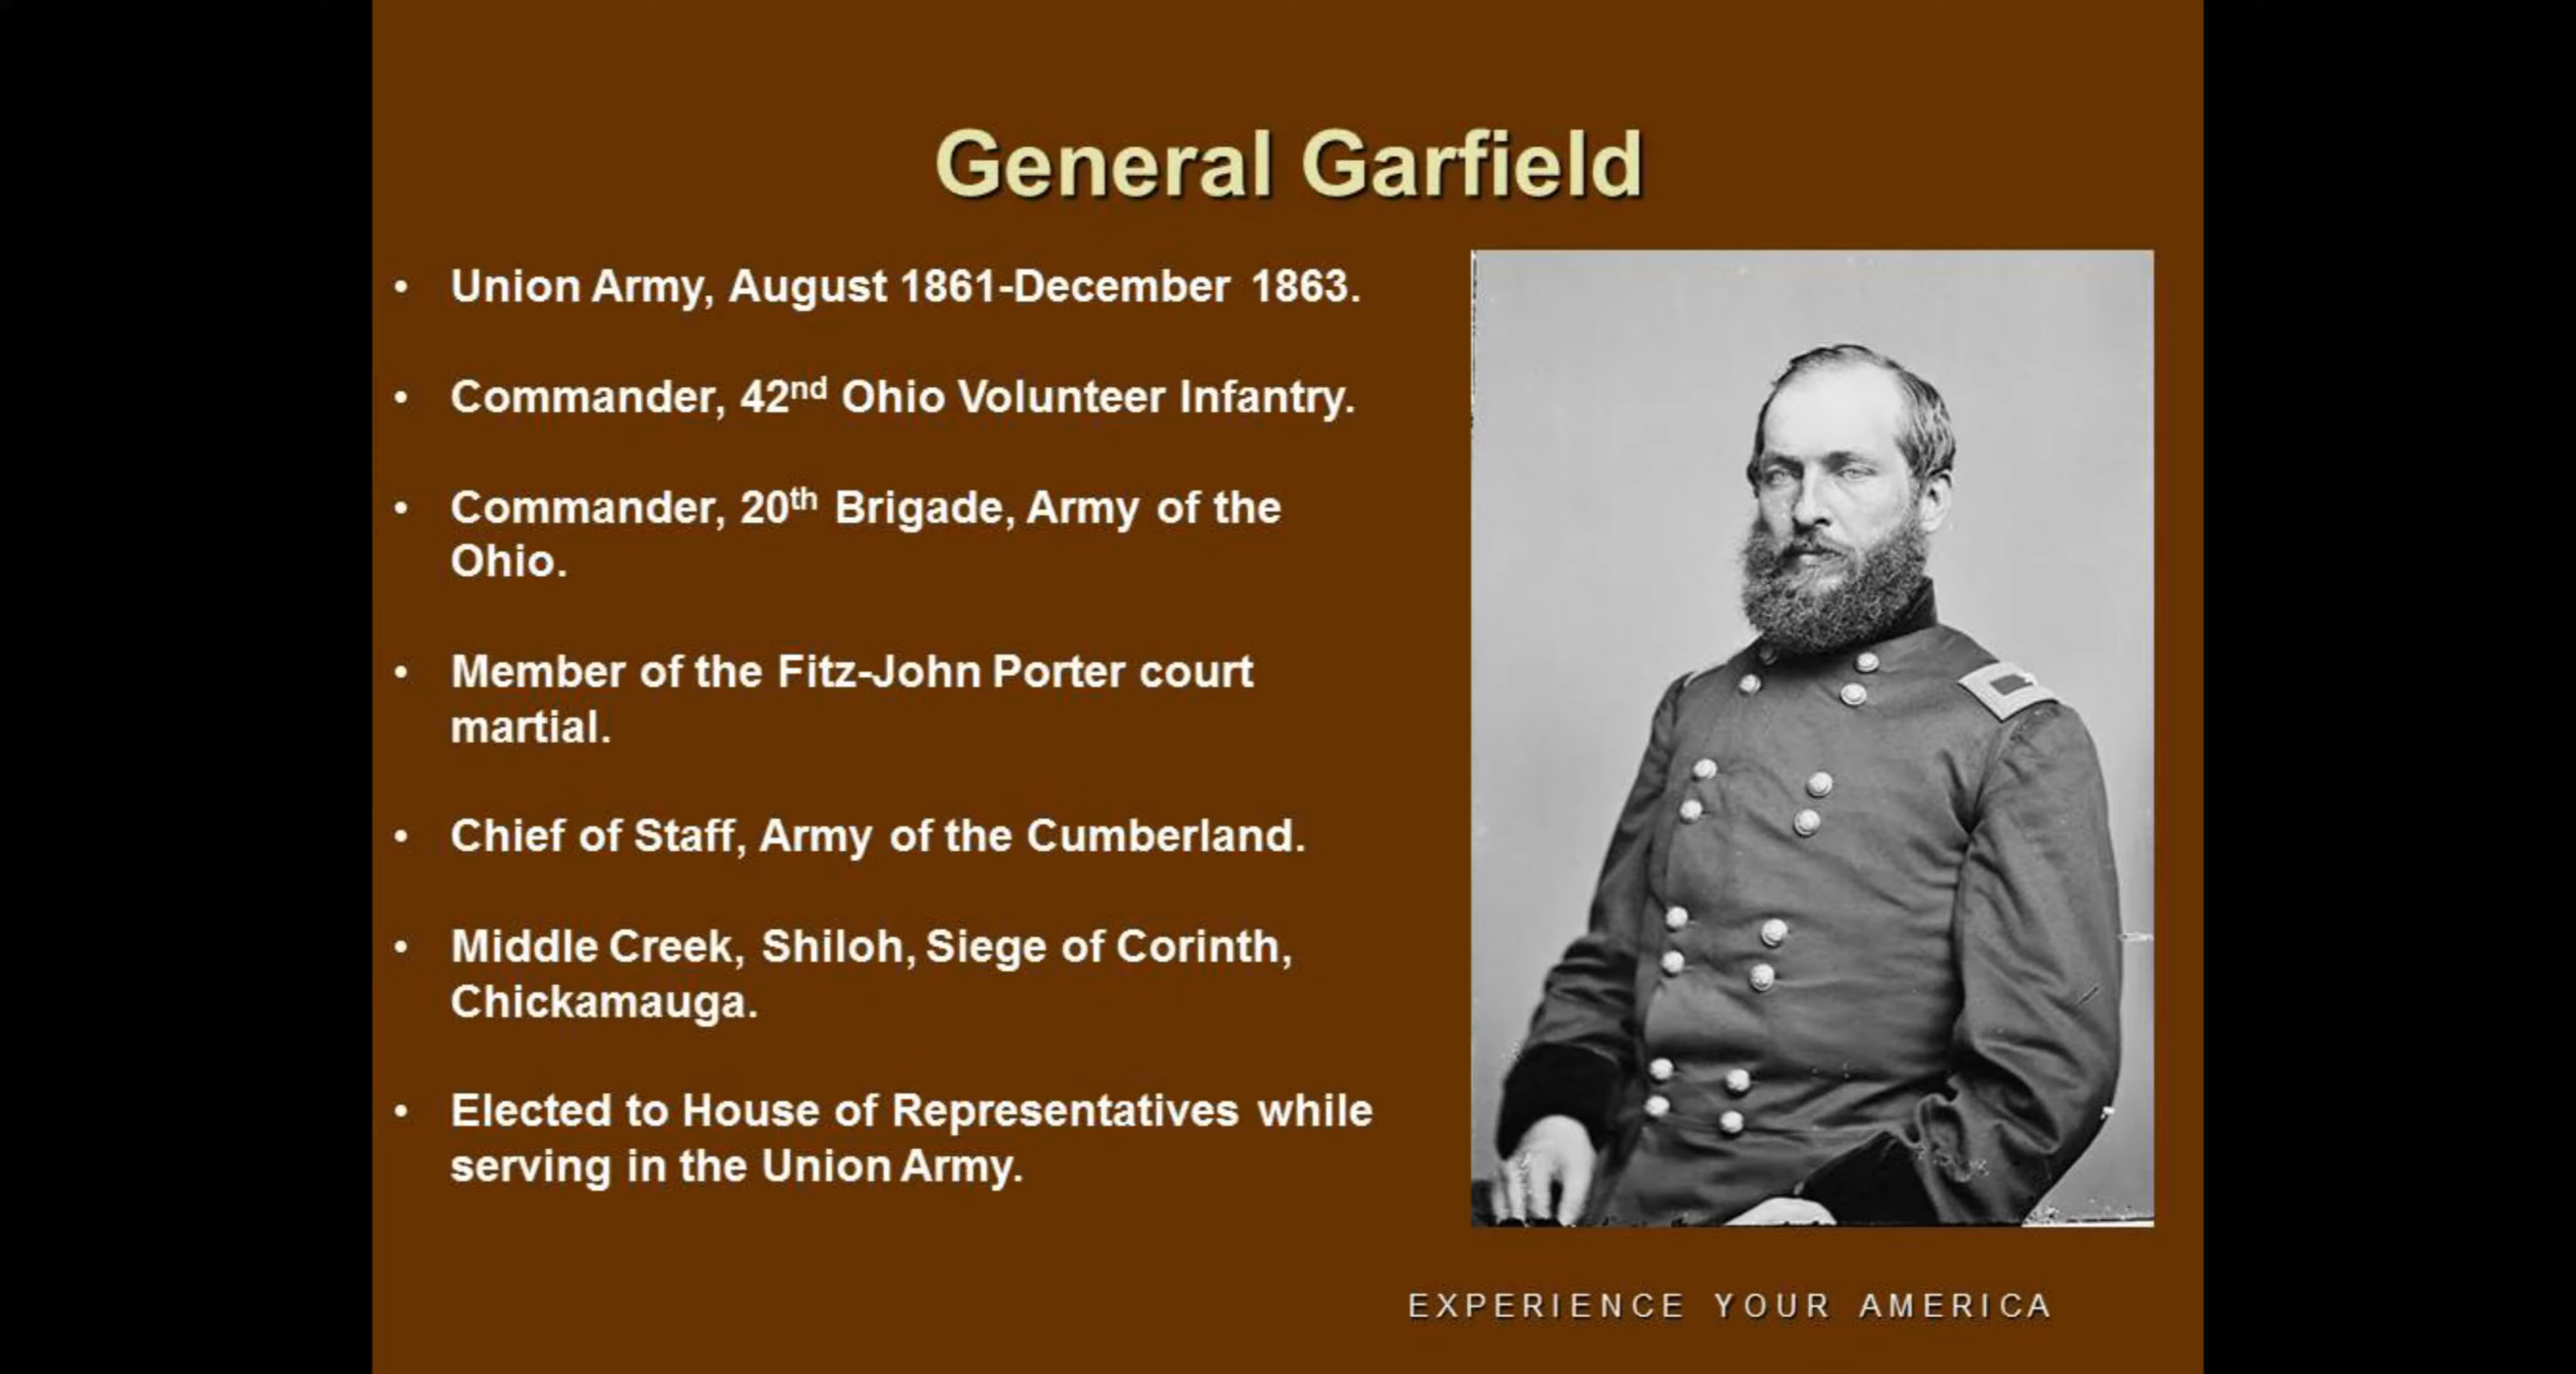 General Garfield
• Union Army, August 1861-December 1863.
• Commander, 42nd Ohio Volunteer Infantry.
• Commander, 20th Brigade, Army of the
Ohio.
• Member of the Fitz-John Porter court
martial.
• Chief of Staff, Army of the Cumberland.
• Middle Creek, Shiloh, Siege of Corinth,
Chickamauga.
• Elected to House of Representatives while
serving in the Union Army.
EXPERIENCE YOUR AMERICA